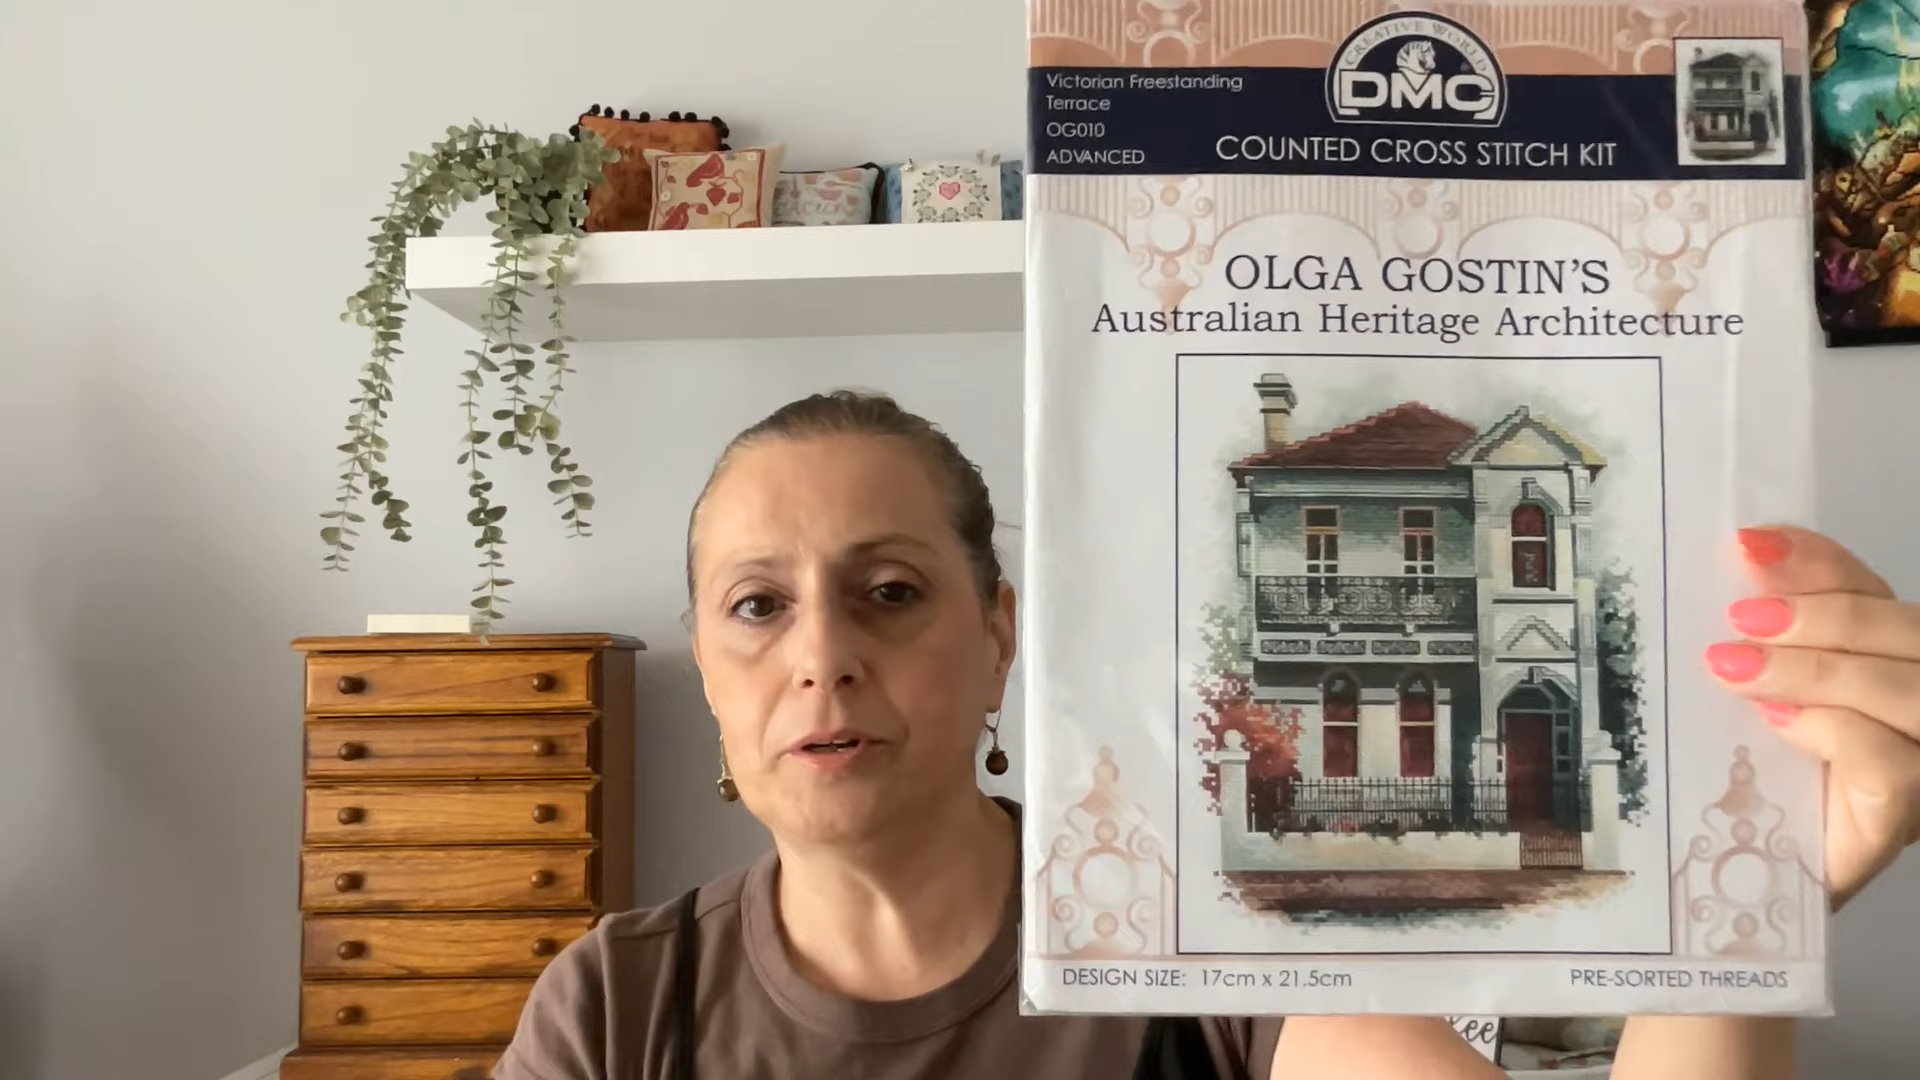 CREATIVE WORLD
DMC
Victorian Freestanding
Terrace
OG010
ADVANCED
COUNTED CROSS STITCH KIT
OLGA GOSTIN'S
Australian Heritage Architecture
DESIGN SIZE: 17cm x 21.5cm
PRE-SORTED THREADS